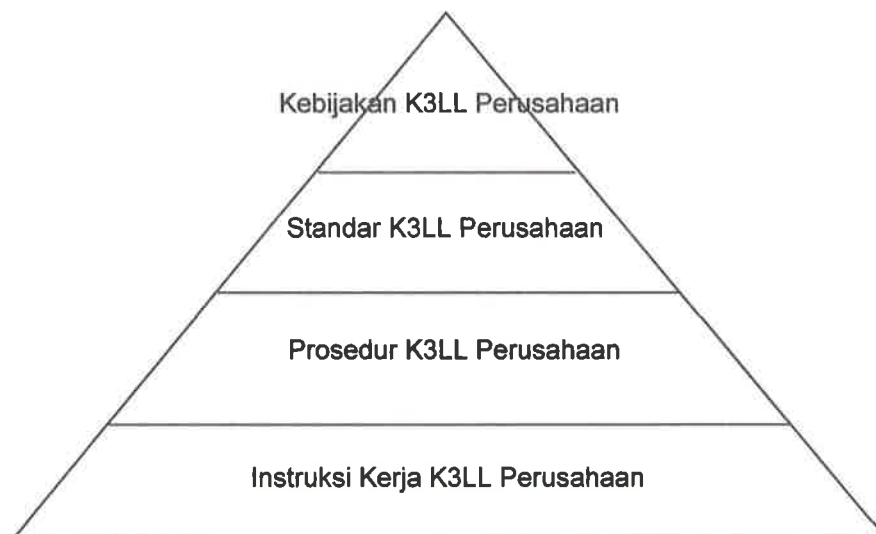 Kebijakan K3LL Perusahaan
Standar K3LL Perusahaan
Prosedur K3LL Perusahaan
Instruksi Kerja K3LL Perusahaan